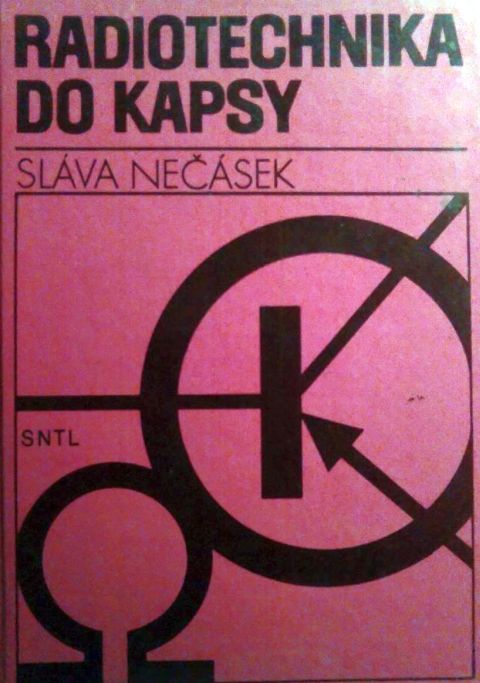 RADIOTECHNIKA
DO KAPSY
SLÁVA NEČÁSEK
SNTL